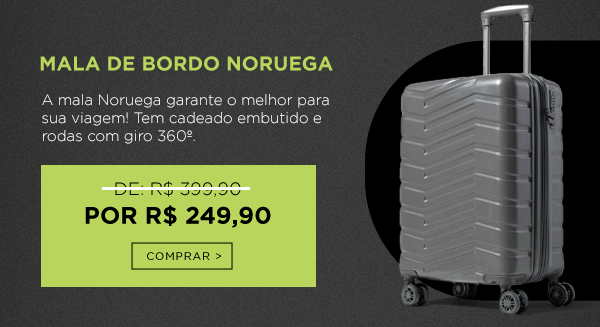 MALA DE BORDO NORUEGA
A mala Noruega garante o melhor para
sua viagem! Tem cadeado embutido e
rodas com giro 360º.
DE: R$ 399,90
POR R$ 249,90
COMPRAR >